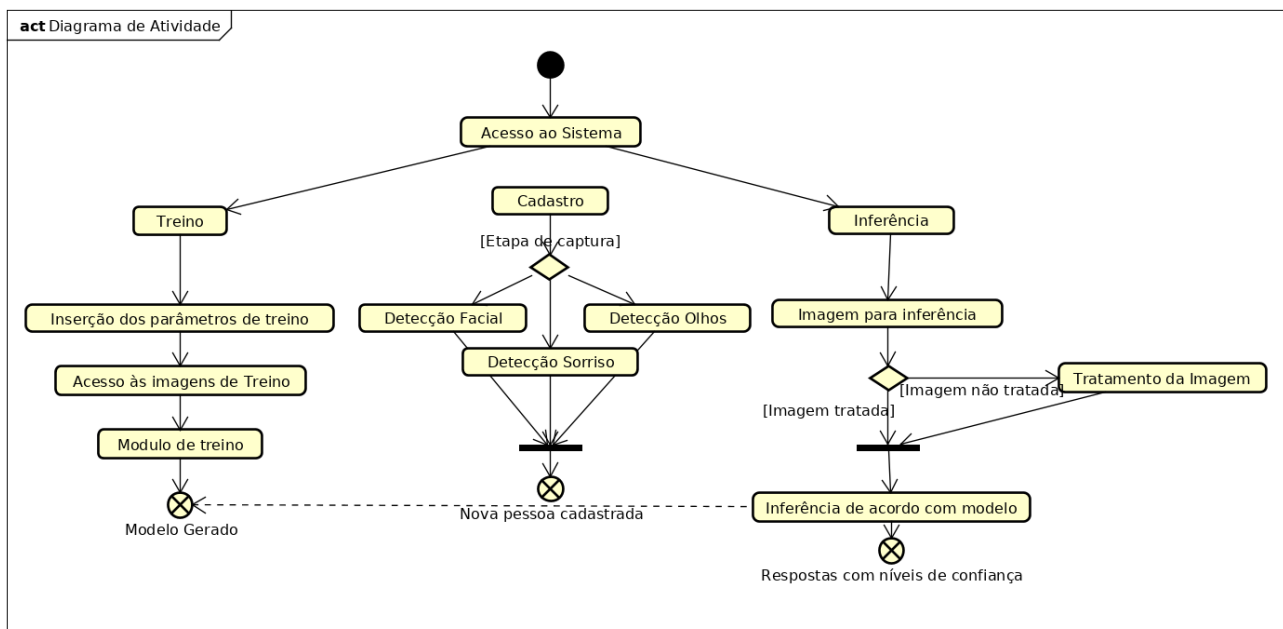 act Diagrama de Atividade
Acesso ao Sistema
Treino
Cadastro
Inferência
[Etapa de captura]
Inserção dos parâmetros de treino
Detecção Facial
Detecção Olhos
Imagem para inferência
Detecção Sorriso
Acesso às imagens de Treino
Tratamento da Imagem
[Imagem não tratada]
[Imagem tratada]
Modulo de treino
Modelo Gerado
Nova pessoa cadastrada
Inferência de acordo com modelo
Respostas com níveis de confiança